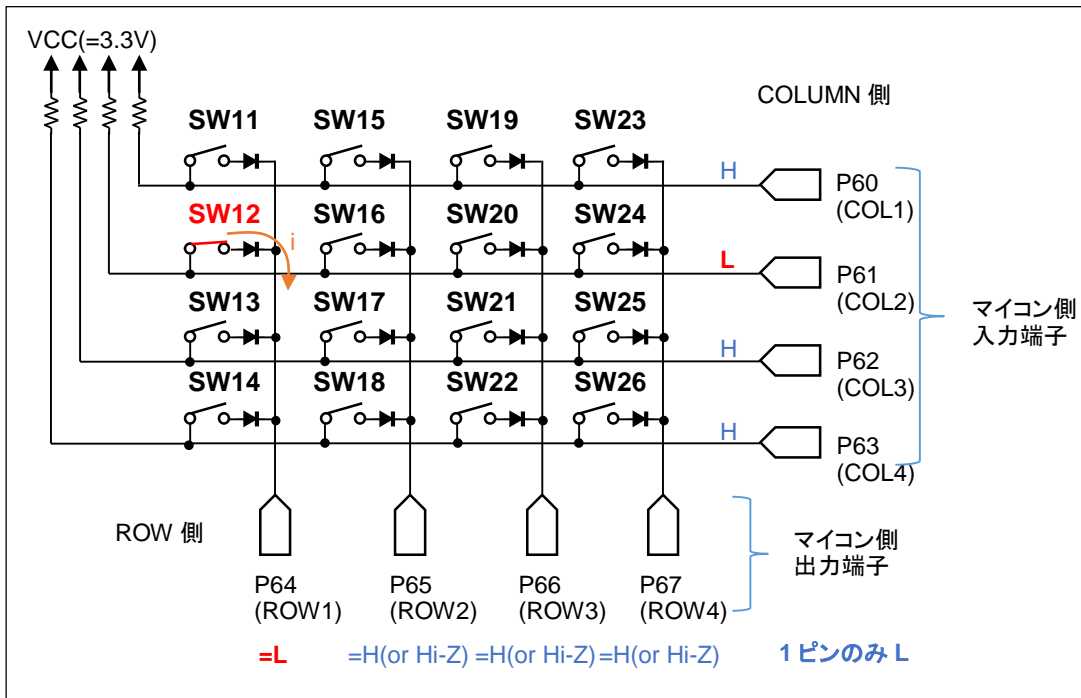 VCC(=3.3V)
COLUMN 側
SW11 SW15 SW19 SW23
H
P60
(COL1)
SW12 SW16 SW20 SW24
i
L
P61
(COL2)
SW13 SW17 SW21 SW25
H
P62
(COL3)
SW14 SW18 SW22 SW26
H
P63
(COL4)
マイコン側
入力端子
ROW 側
マイコン側
出力端子
P64 P65 P66 P67
(ROW1) (ROW2) (ROW3) (ROW4)
=L =H(or Hi-Z) =H(or Hi-Z) =H(or Hi-Z) 1ピンのみ L